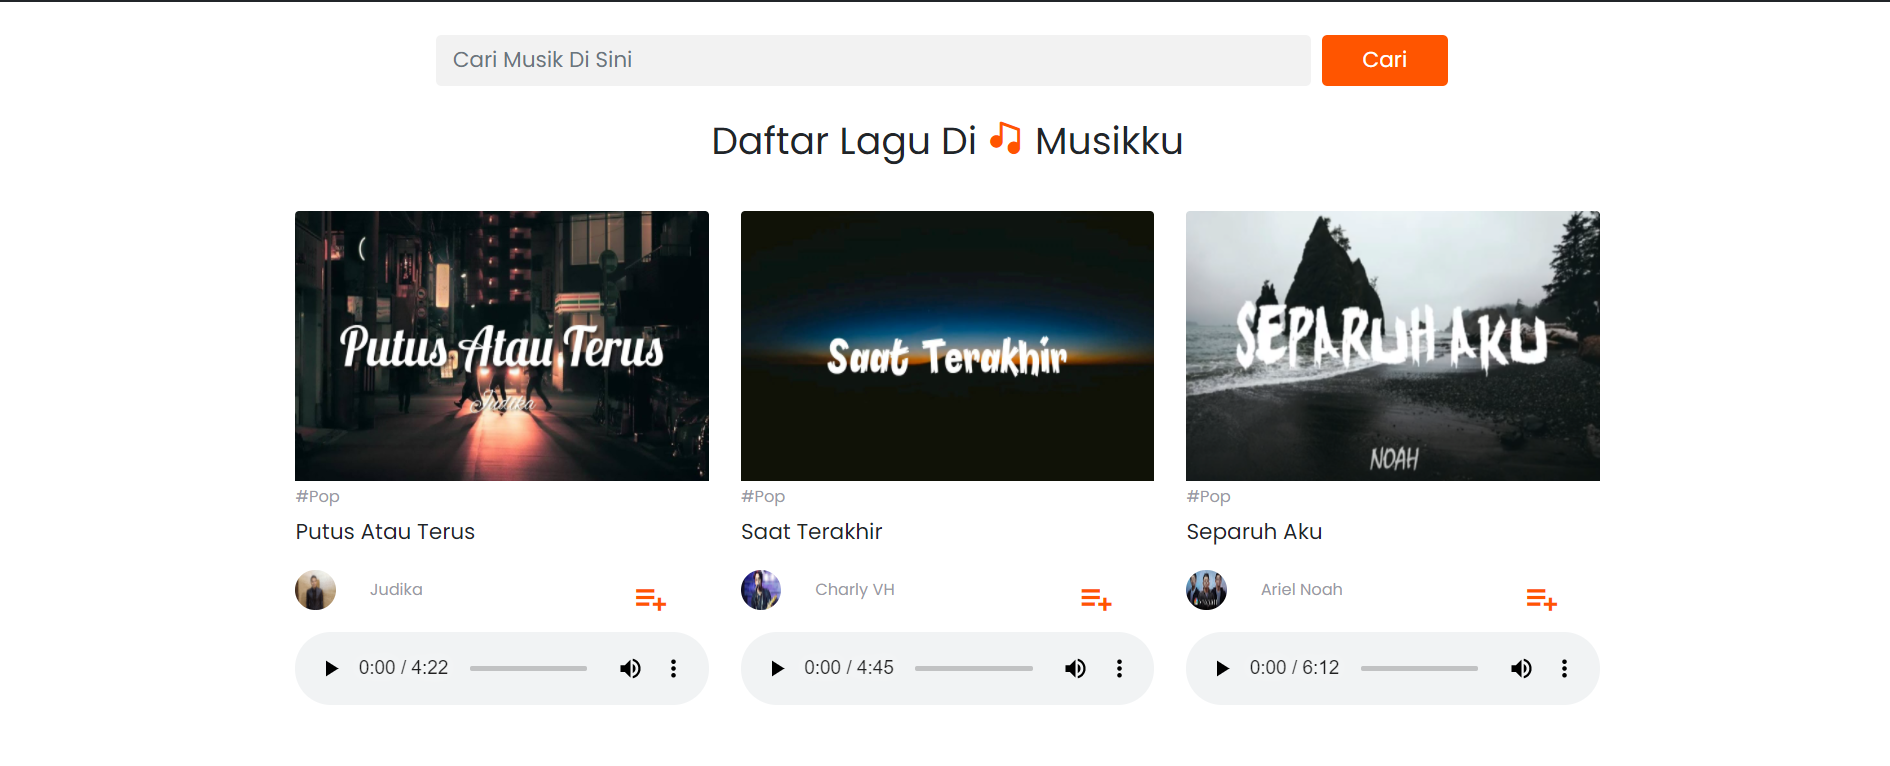 Cari Musik Di Sini
Cari
Daftar Lagu Di Musikku
Putus Atau Terus
Judika
Saat Terakhir
SEPARUH AKU
NOAH
#Pop
#Pop
#Pop
Putus Atau Terus
Saat Terakhir
Separuh Aku
Judika
Charly VH
Ariel Noah
0:00 / 4:22
0:00 / 4:45
0:00 / 6:12